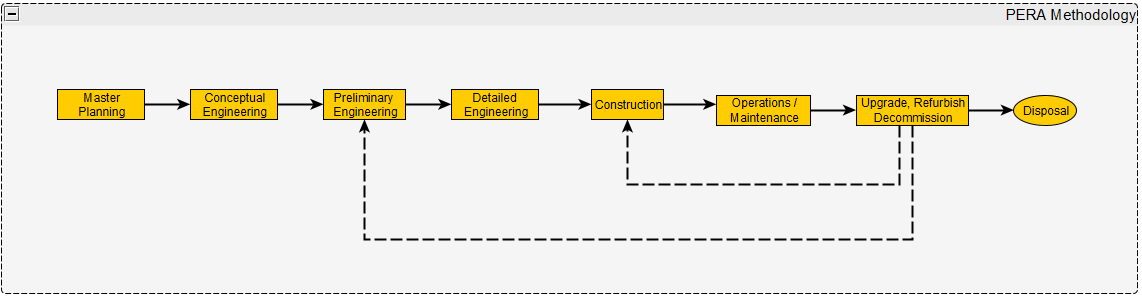 PERA Methodology
Master
Planning
Conceptual
Engineering
Preliminary
Engineering
Detailed
Engineering
Construction
Operations /
Maintenance
Upgrade, Refurbish
Decommission
Disposal